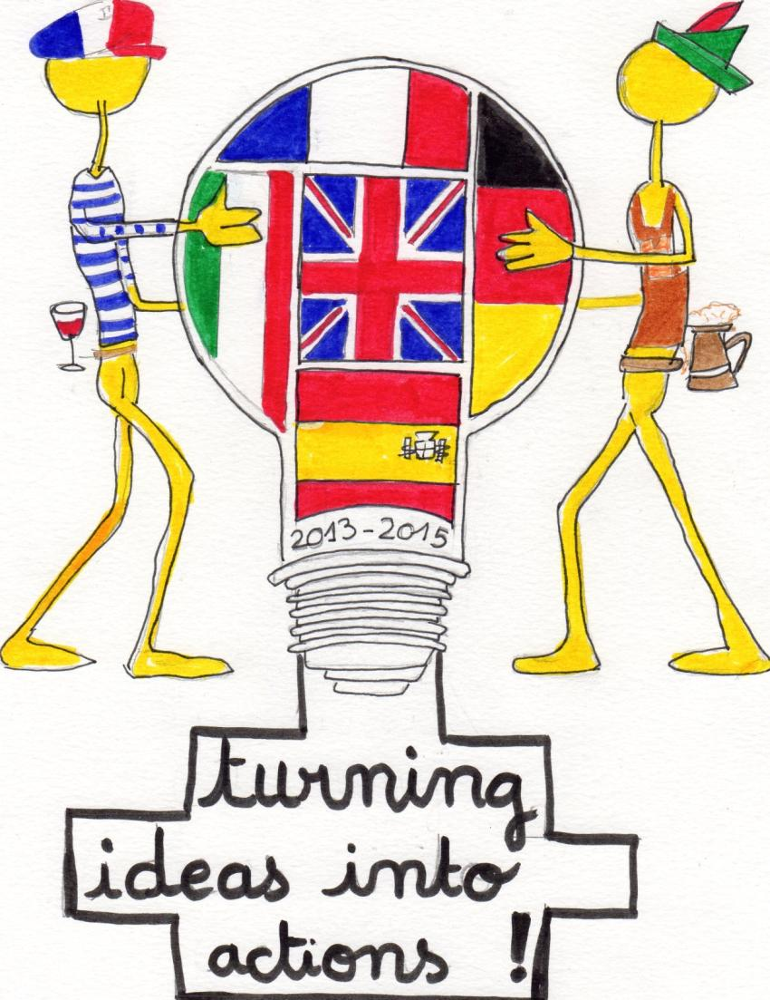 2013-2015
turning
ideas into
actions !